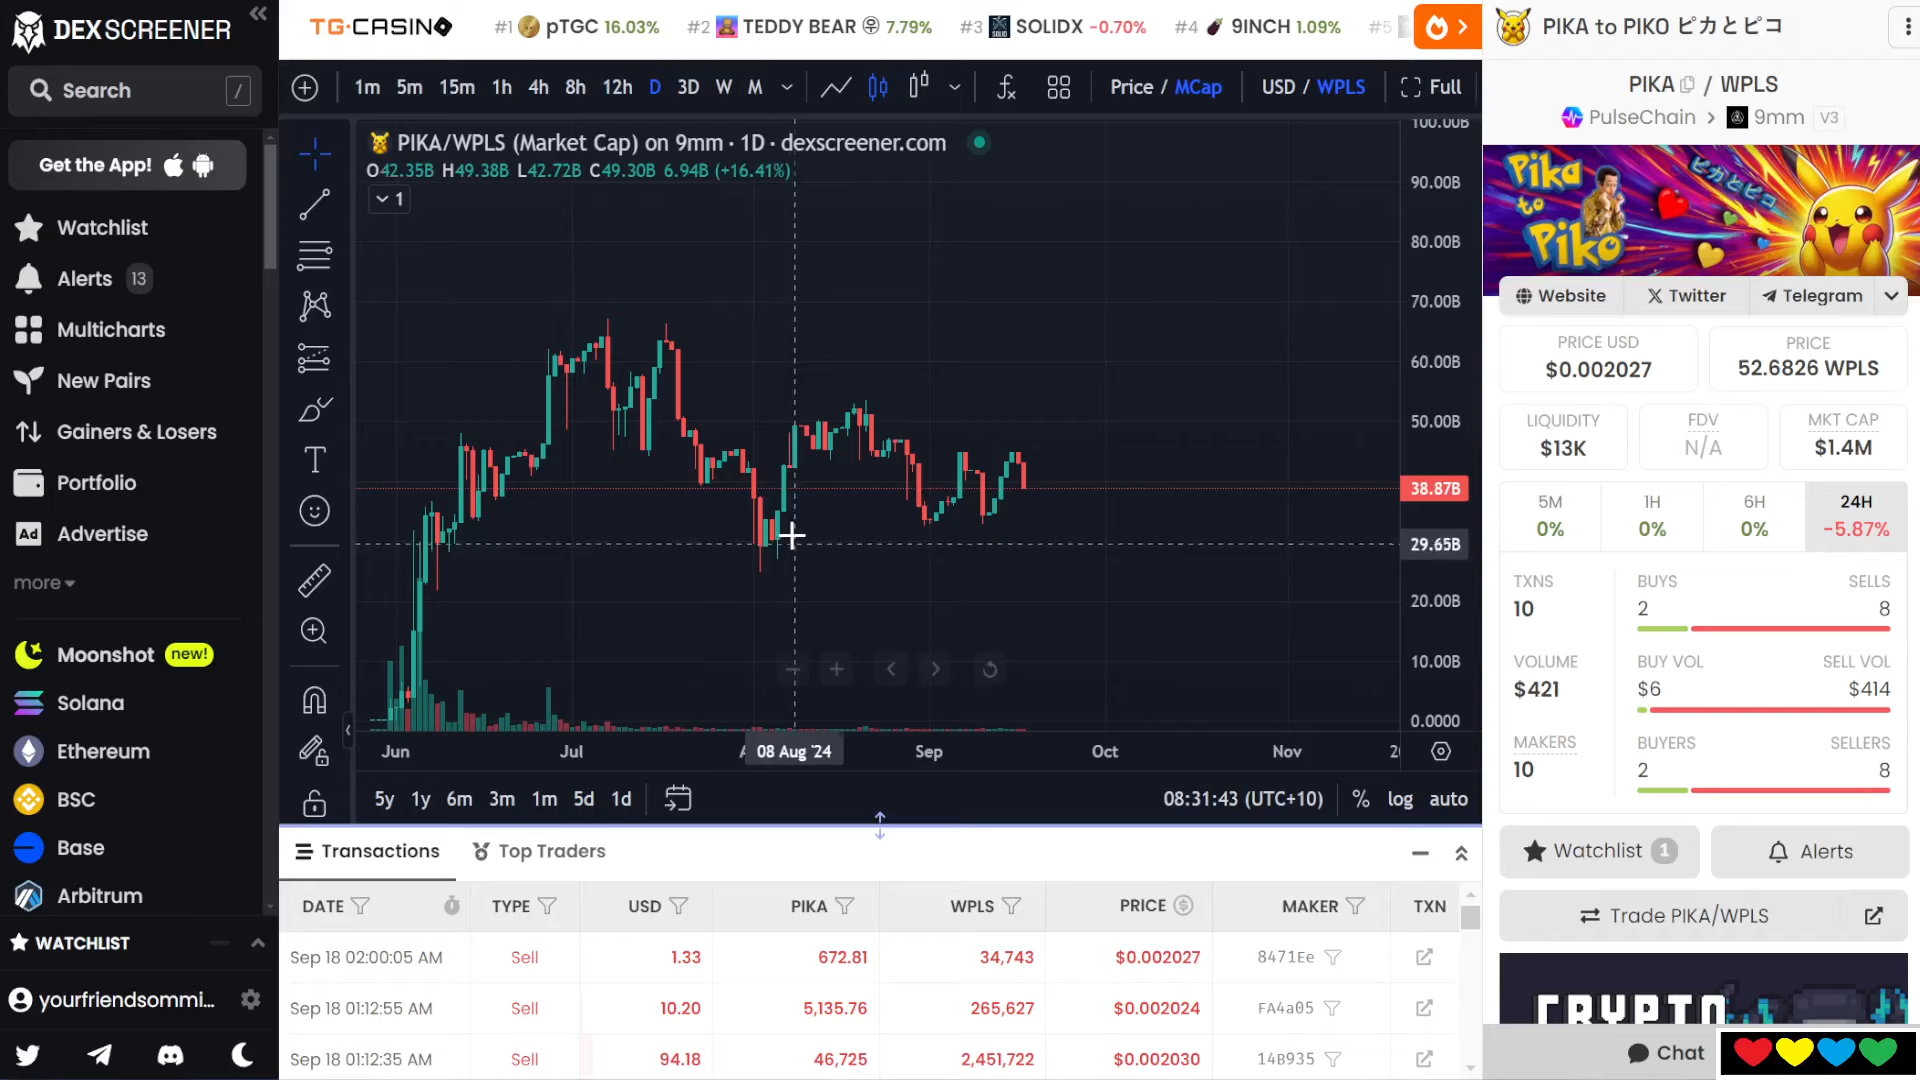 DEX SCREENER
Search /
Get the App!
Watchlist
Alerts 13
Multicharts
New Pairs
Gainers & Losers
Portfolio
Ad Advertise
more
Moonshot new!
Solana
Ethereum
BSC
Base
Arbitrum
WATCHLIST
yourfriendsommi...
TG.CASINO
#1 pTGC 16.03% #2 TEDDY BEAR 7.79% #3 SOLIDX -0.70% #4 9INCH 1.09% #5
1m 5m 15m 1h 4h 8h 12h D 3D W M Price / MCap USD / WPLS Full
PIKA/WPLS (Market Cap) on 9mm · 1D · dexscreener.com
O42.35B H49.38B L42.72B C49.30B 6.94B (+16.41%)
1
100.00B
90.00B
80.00B
70.00B
60.00B
50.00B
38.87B
29.65B
20.00B
10.00B
0.0000
Jun Jul 08 Aug '24 Sep Oct Nov
5y 1y 6m 3m 1m 5d 1d 08:31:43 (UTC+10) % log auto
Transactions Top Traders
DATE TYPE USD PIKA WPLS PRICE MAKER TXN
Sep 18 02:00:05 AM Sell 1.33 672.81 34,743 $0.002027 8471Ee
Sep 18 01:12:55 AM Sell 10.20 5,135.76 265,627 $0.002024 FA4a05
Sep 18 01:12:35 AM Sell 94.18 46,725 2,451,722 $0.002030 14B935
PIKA to PIKO ピカとピコ
PIKA / WPLS
PulseChain > 9mm V3
Pika
to
Piko
ピカとピコ
Website Twitter Telegram
PRICE USD
$0.002027
PRICE
52.6826 WPLS
LIQUIDITY
$13K
FDV
N/A
MKT CAP
$1.4M
5M 1H 6H 24H
0% 0% 0% -5.87%
TXNS BUYS SELLS
10 2 8
VOLUME BUY VOL SELL VOL
$421 $6 $414
MAKERS BUYERS SELLERS
10 2 8
Watchlist 1 Alerts
Trade PIKA/WPLS
CRYPTO
Chat